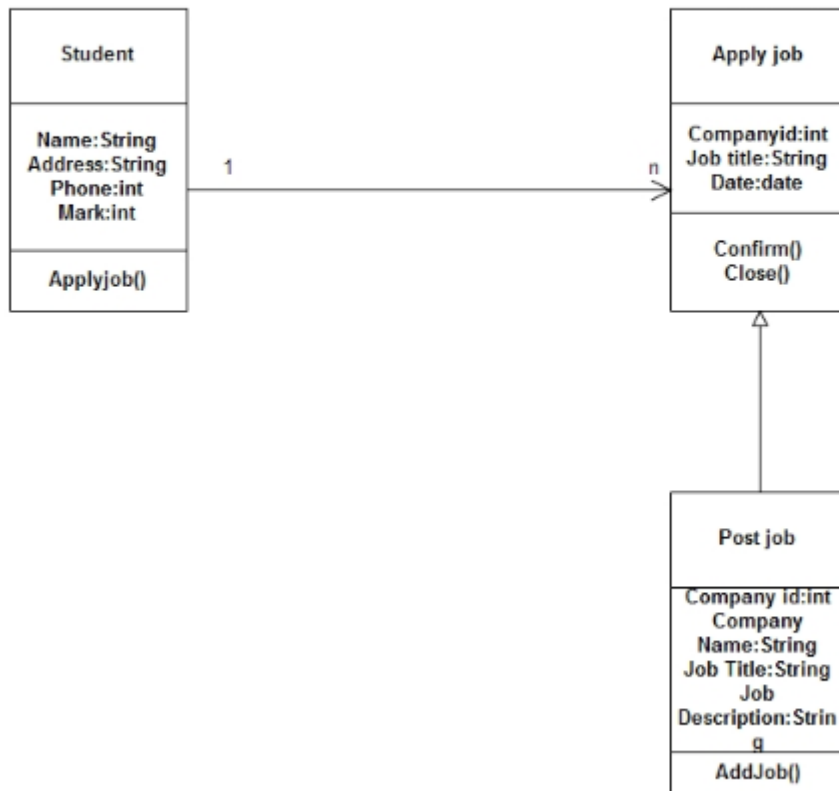 Student
Name:String
Address:String
Phone:int
Mark:int
Applyjob()
1
n
Apply job
Companyid:int
Job title:String
Date:date
Confirm()
Close()
Post job
Company id:int
Company
Name:String
Job Title:String
Job
Description:Strin
g
AddJob()